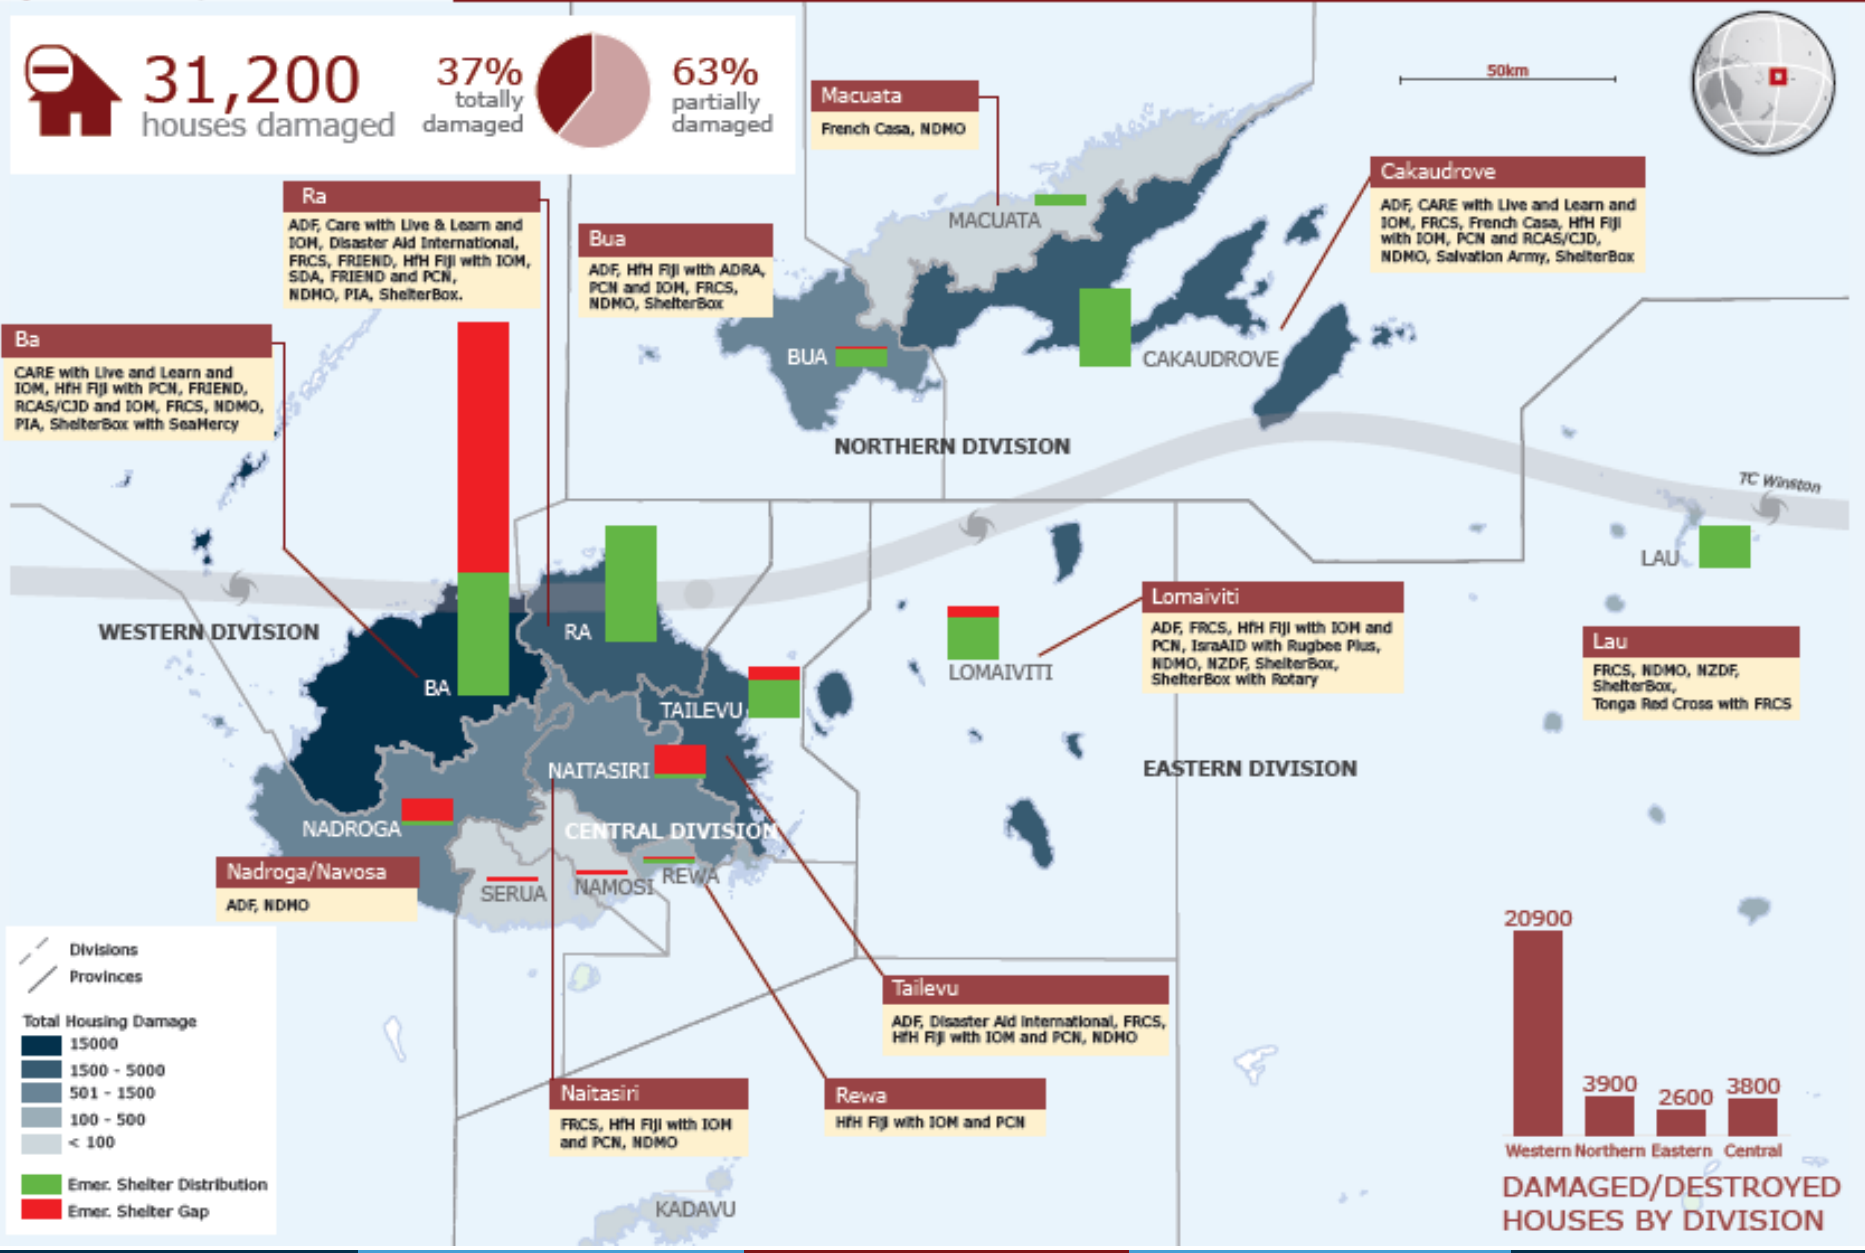 31,200
houses damaged
37%
totally
damaged
63%
partially
damaged
Macuata
French Casa, NDMO
50km
Cakaudrove
ADF, CARE with Live and Learn and
IOM, FRCS, French Casa, HfH Fiji
with IOM, PCN and RCAS/CJD,
NDMO, Salvation Army, ShelterBox
Ra
ADF, Care with Live & Learn and
IOM, Disaster Aid International,
FRCS, FRIEND, HfH Fiji with IOM,
SDA, FRIEND and PCN,
NDMO, PIA, ShelterBox.
Bua
ADF, HfH Fiji with ADRA,
PCN and IOM, FRCS,
NDMO, ShelterBox
MACUATA
Ba
CARE with Live and Learn and
IOM, HfH Fiji with PCN, FRIEND,
RCAS/CJD and IOM, FRCS, NDMO,
PIA, ShelterBox with SeaMercy
BUA
CAKAUDROVE
NORTHERN DIVISION
TC Winston
LAU
WESTERN DIVISION
RA
BA
LOMAIVITI
Lomaiviti
ADF, FRCS, HfH Fiji with IOM and
PCN, IsraAID with Rugbee Plus,
NDMO, NZDF, ShelterBox,
ShelterBox with Rotary
Lau
FRCS, NDMO, NZDF,
ShelterBox,
Tonga Red Cross with FRCS
TAILEVU
NAITASIRI
EASTERN DIVISION
NADROGA
CENTRAL DIVISION
Nadroga/Navosa
ADF, NDMO
SERUA
NAMOSI
REWA
Divisions
Provinces
Total Housing Damage
15000
1500 - 5000
501 - 1500
100 - 500
< 100
Emer. Shelter Distribution
Emer. Shelter Gap
Tailevu
ADF, Disaster Aid International, FRCS,
HfH Fiji with IOM and PCN, NDMO
Naitasiri
FRCS, HfH Fiji with IOM
and PCN, NDMO
Rewa
HfH Fiji with IOM and PCN
KADAVU
20900
3900
2600
3800
Western Northern Eastern Central
DAMAGED/DESTROYED
HOUSES BY DIVISION